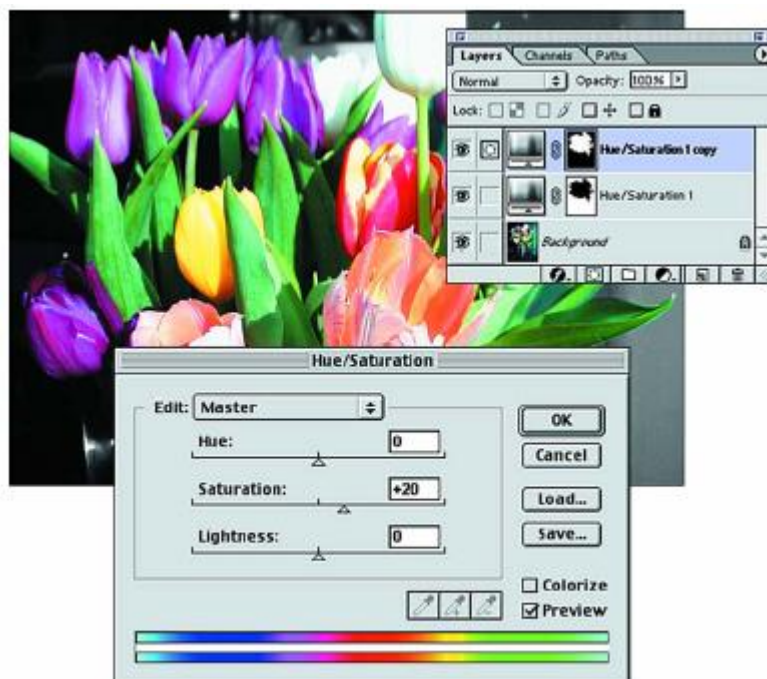 Layers Channels Paths
Normal Opacity: 100%
Lock:
Hue/Saturation 1 copy
Hue/Saturation 1
Background
Hue/Saturation
Edit: Master
OK
Hue: 0
Cancel
Saturation: +20
Load...
Lightness: 0
Save...
Colorize
Preview